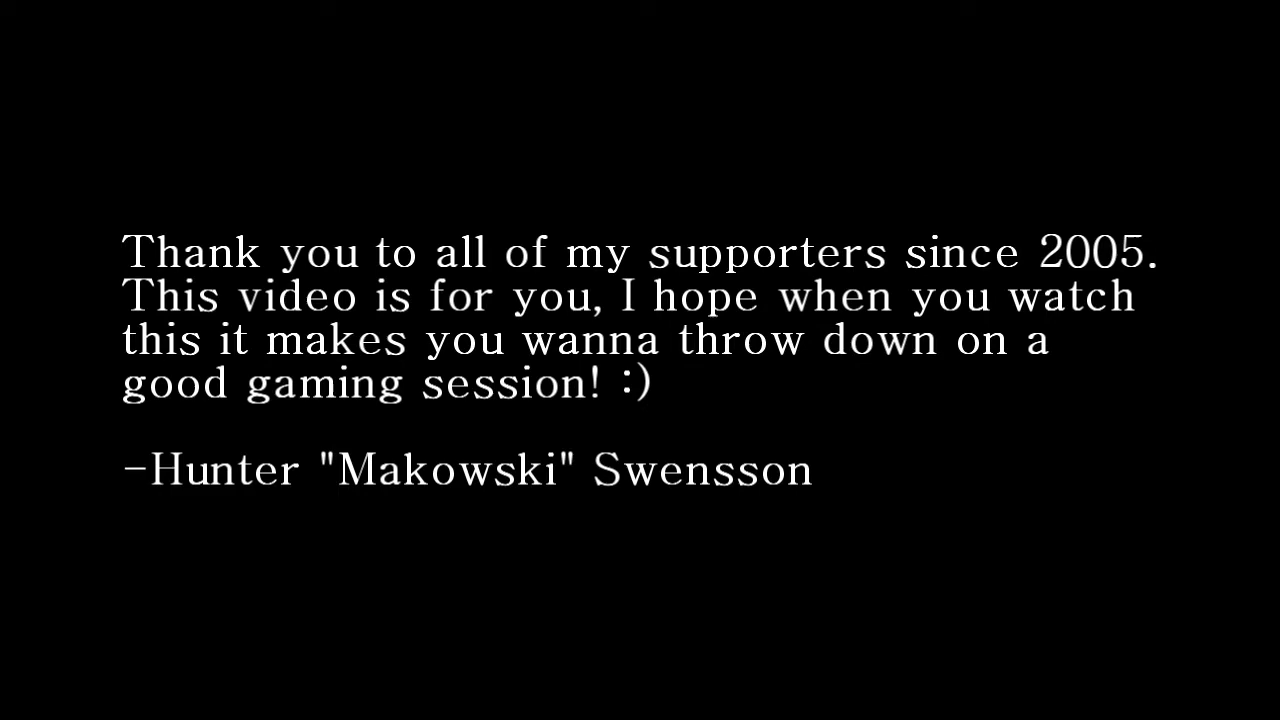 Thank you to all of my supporters since 2005.
This video is for you, I hope when you watch
this it makes you wanna throw down on a
good gaming session! :)
-Hunter "Makowski" Swensson